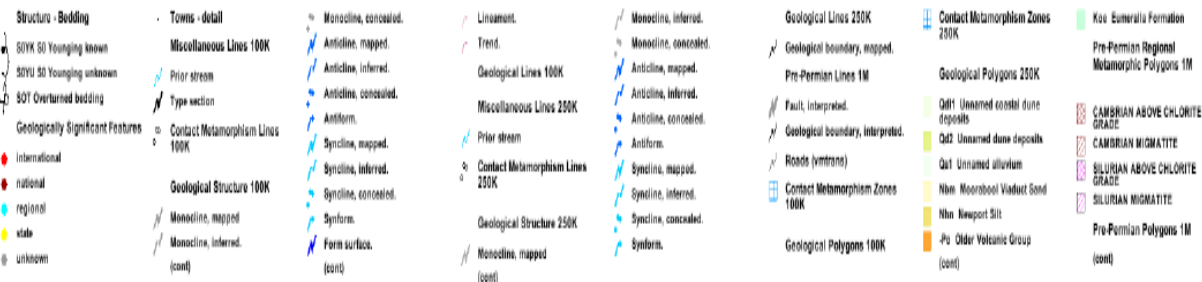 Structure - Bedding
SOYK S0 Younging known
SOYU S0 Younging unknown
SOT Overturned bedding
Geologically Significant Features
international
national
regional
state
unknown
Towns - detail
Miscellaneous Lines 100K
Prior stream
Type section
Contact Metamorphism Lines
100K
Geological Structure 100K
Monocline, mapped
Monocline, inferred.
(cont)
Monocline, concealed.
Anticline, mapped.
Anticline, inferred.
Anticline, concealed.
Antiform.
Syncline, mapped.
Syncline, inferred.
Syncline, concealed.
Synform.
Form surface.
(cont)
Lineament.
Trend.
Geological Lines 100K
Miscellaneous Lines 250K
Prior stream
Contact Metamorphism Lines
250K
Geological Structure 250K
Monocline, mapped
(cont)
Monocline, inferred.
Monocline, concealed.
Anticline, mapped.
Anticline, inferred.
Anticline, concealed.
Antiform.
Syncline, mapped.
Syncline, inferred.
Syncline, concealed.
Synform.
Geological Lines 250K
Geological boundary, mapped.
Pre-Permian Lines 1M
Fault, interpreted.
Geological boundary, interpreted.
Roads (vmtrans)
Contact Metamorphism Zones
100K
Geological Polygons 100K
Contact Metamorphism Zones
250K
Geological Polygons 250K
Qdl1 Unnamed coastal dune
deposits
Qd2 Unnamed dune deposits
Qa1 Unnamed alluvium
Nbm Moorabool Viaduct Sand
Nhn Newport Silt
-Po Older Volcanic Group
(cont)
Koe Eumeralla Formation
Pre-Permian Regional
Metamorphic Polygons 1M
CAMBRIAN ABOVE CHLORITE
GRADE
CAMBRIAN MIGMATITE
SILURIAN ABOVE CHLORITE
GRADE
SILURIAN MIGMATITE
Pre-Permian Polygons 1M
(cont)